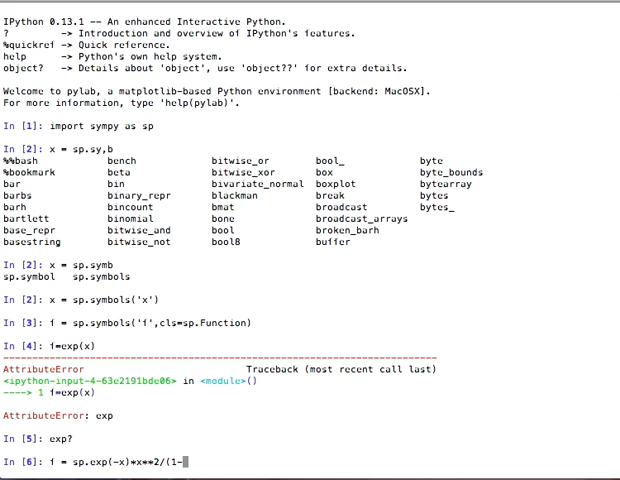 IPython 0.13.1 -- An enhanced Interactive Python.
? -> Introduction and overview of IPython's features.
%quickref -> Quick reference.
help -> Python's own help system.
object? -> Details about 'object', use 'object??' for extra details.
Welcome to pylab, a matplotlib-based Python environment [backend: MacOSX].
For more information, type 'help(pylab)'.
In [1]: import sympy as sp
In [2]: x = sp.sy,b
%%bash bench bitwise_or bool_ byte
%bookmark beta bitwise_xor box byte_bounds
bar bin bivariate_normal boxplot bytearray
barbs binary_repr blackman break bytes
barh bincount bmat broadcast bytes_
bartlett binomial bone broadcast_arrays
base_repr bitwise_and bool broken_barh
basestring bitwise_not bool8 buffer
In [2]: x = sp.symb
sp.symbol sp.symbols
In [2]: x = sp.symbols('x')
In [3]: f = sp.symbols('f',cls=sp.Function)
In [4]: f=exp(x)
---------------------------------------------------------------------------
AttributeError Traceback (most recent call last)
<ipython-input-4-63e2191bde06> in <module>()
----> 1 f=exp(x)
AttributeError: exp
In [5]: exp?
In [6]: f = sp.exp(-x)*x**2/(1-